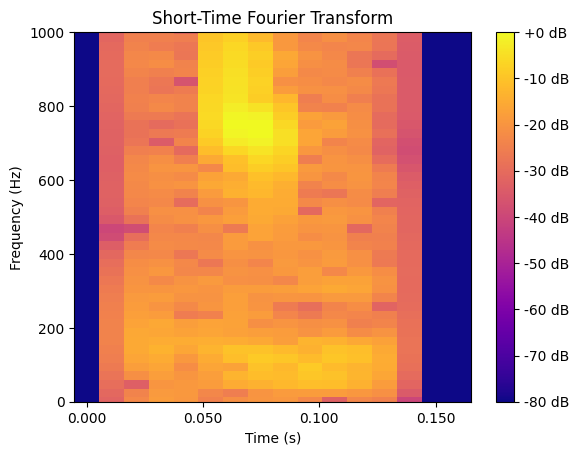 Short-Time Fourier Transform
1000
800
600
400
200
0
Frequency (Hz)
0.000
0.050
0.100
0.150
Time (s)
+0 dB
-10 dB
-20 dB
-30 dB
-40 dB
-50 dB
-60 dB
-70 dB
-80 dB